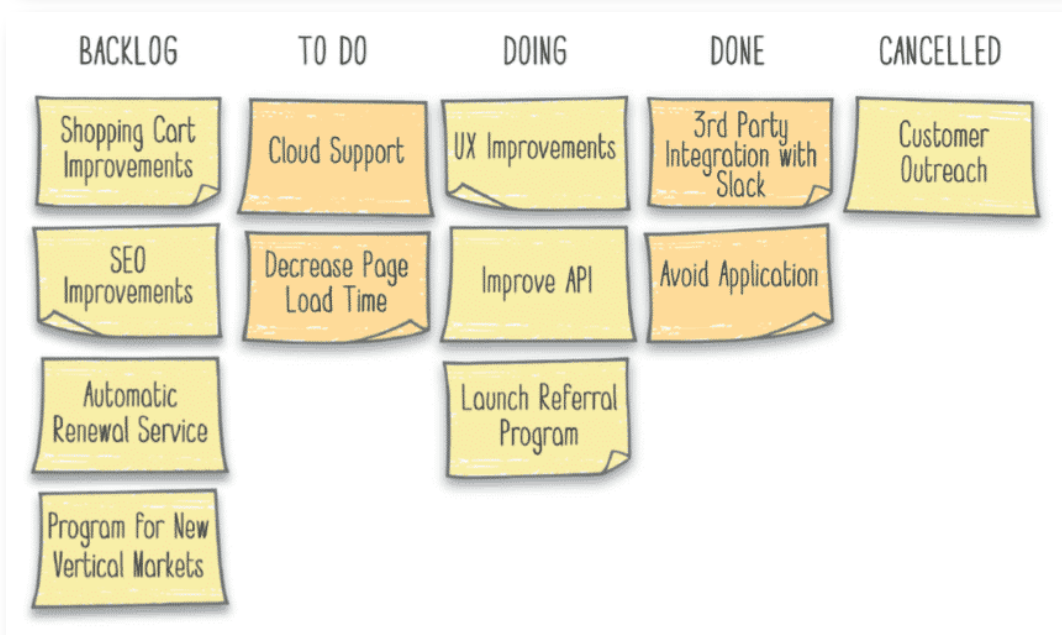 BACKLOG
TO DO
DOING
DONE
CANCELLED
Shopping Cart
Improvements
SEO
Improvements
Automatic
Renewal Service
Program for New
Vertical Markets
Cloud Support
Decrease Page
Load Time
UX Improvements
Improve API
Launch Referral
Program
3rd Party
Integration with
Slack
Avoid Application
Customer
Outreach